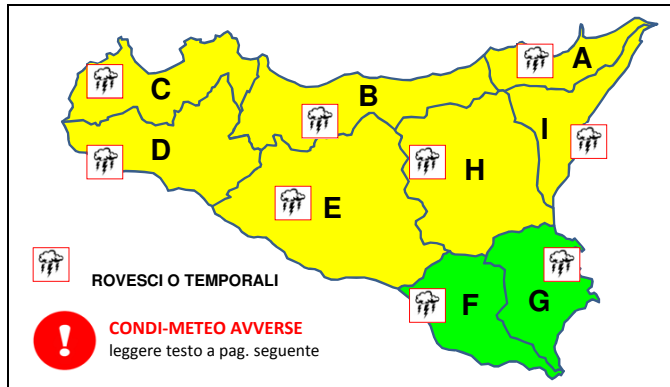 A
C
B
I
D
H
E
ROVESCI O TEMPORALI
F
G
CONDI-METEO AVVERSE
leggere testo a pag. seguente